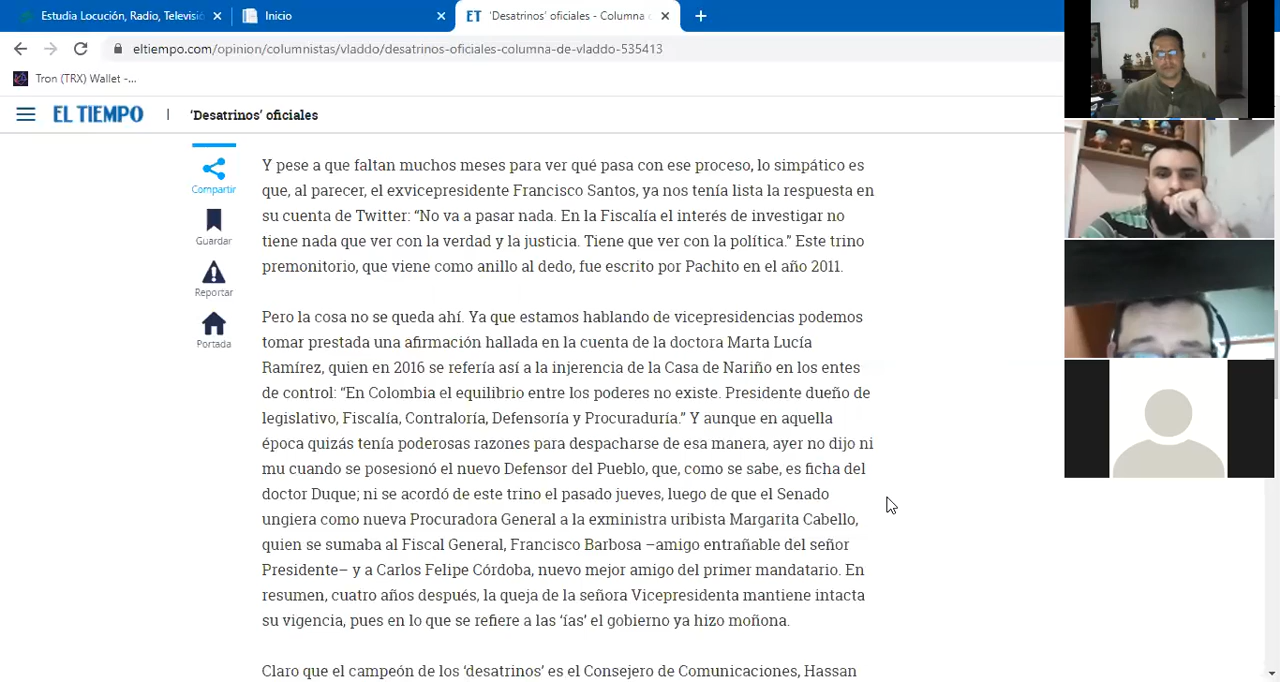 Estudia Locución, Radio, Televisió
Inicio
ET 'Desatrinos' oficiales - Columna
eltiempo.com/opinion/columnistas/vladdo/desatrinos-oficiales-columna-de-vladdo-535413
Tron (TRX) Wallet -...
EL TIEMPO | 'Desatrinos' oficiales
Compartir
Guardar
Reportar
Portada
Y pese a que faltan muchos meses para ver qué pasa con ese proceso, lo simpático es
que, al parecer, el exvicepresidente Francisco Santos, ya nos tenía lista la respuesta en
su cuenta de Twitter: “No va a pasar nada. En la Fiscalía el interés de investigar no
tiene nada que ver con la verdad y la justicia. Tiene que ver con la política.” Este trino
premonitorio, que viene como anillo al dedo, fue escrito por Pachito en el año 2011.
Pero la cosa no se queda ahí. Ya que estamos hablando de vicepresidencias podemos
tomar prestada una afirmación hallada en la cuenta de la doctora Marta Lucía
Ramírez, quien en 2016 se refería así a la injerencia de la Casa de Nariño en los entes
de control: “En Colombia el equilibrio entre los poderes no existe. Presidente dueño de
legislativo, Fiscalía, Contraloría, Defensoría y Procuraduría.” Y aunque en aquella
época quizás tenía poderosas razones para despacharse de esa manera, ayer no dijo ni
mu cuando se posesionó el nuevo Defensor del Pueblo, que, como se sabe, es ficha del
doctor Duque; ni se acordó de este trino el pasado jueves, luego de que el Senado
ungiera como nueva Procuradora General a la exministra uribista Margarita Cabello,
quien se sumaba al Fiscal General, Francisco Barbosa –amigo entrañable del señor
Presidente– y a Carlos Felipe Córdoba, nuevo mejor amigo del primer mandatario. En
resumen, cuatro años después, la queja de la señora Vicepresidenta mantiene intacta
su vigencia, pues en lo que se refiere a las ‘ías’ el gobierno ya hizo moñona.
Claro que el campeón de los ‘desatrinos’ es el Consejero de Comunicaciones, Hassan